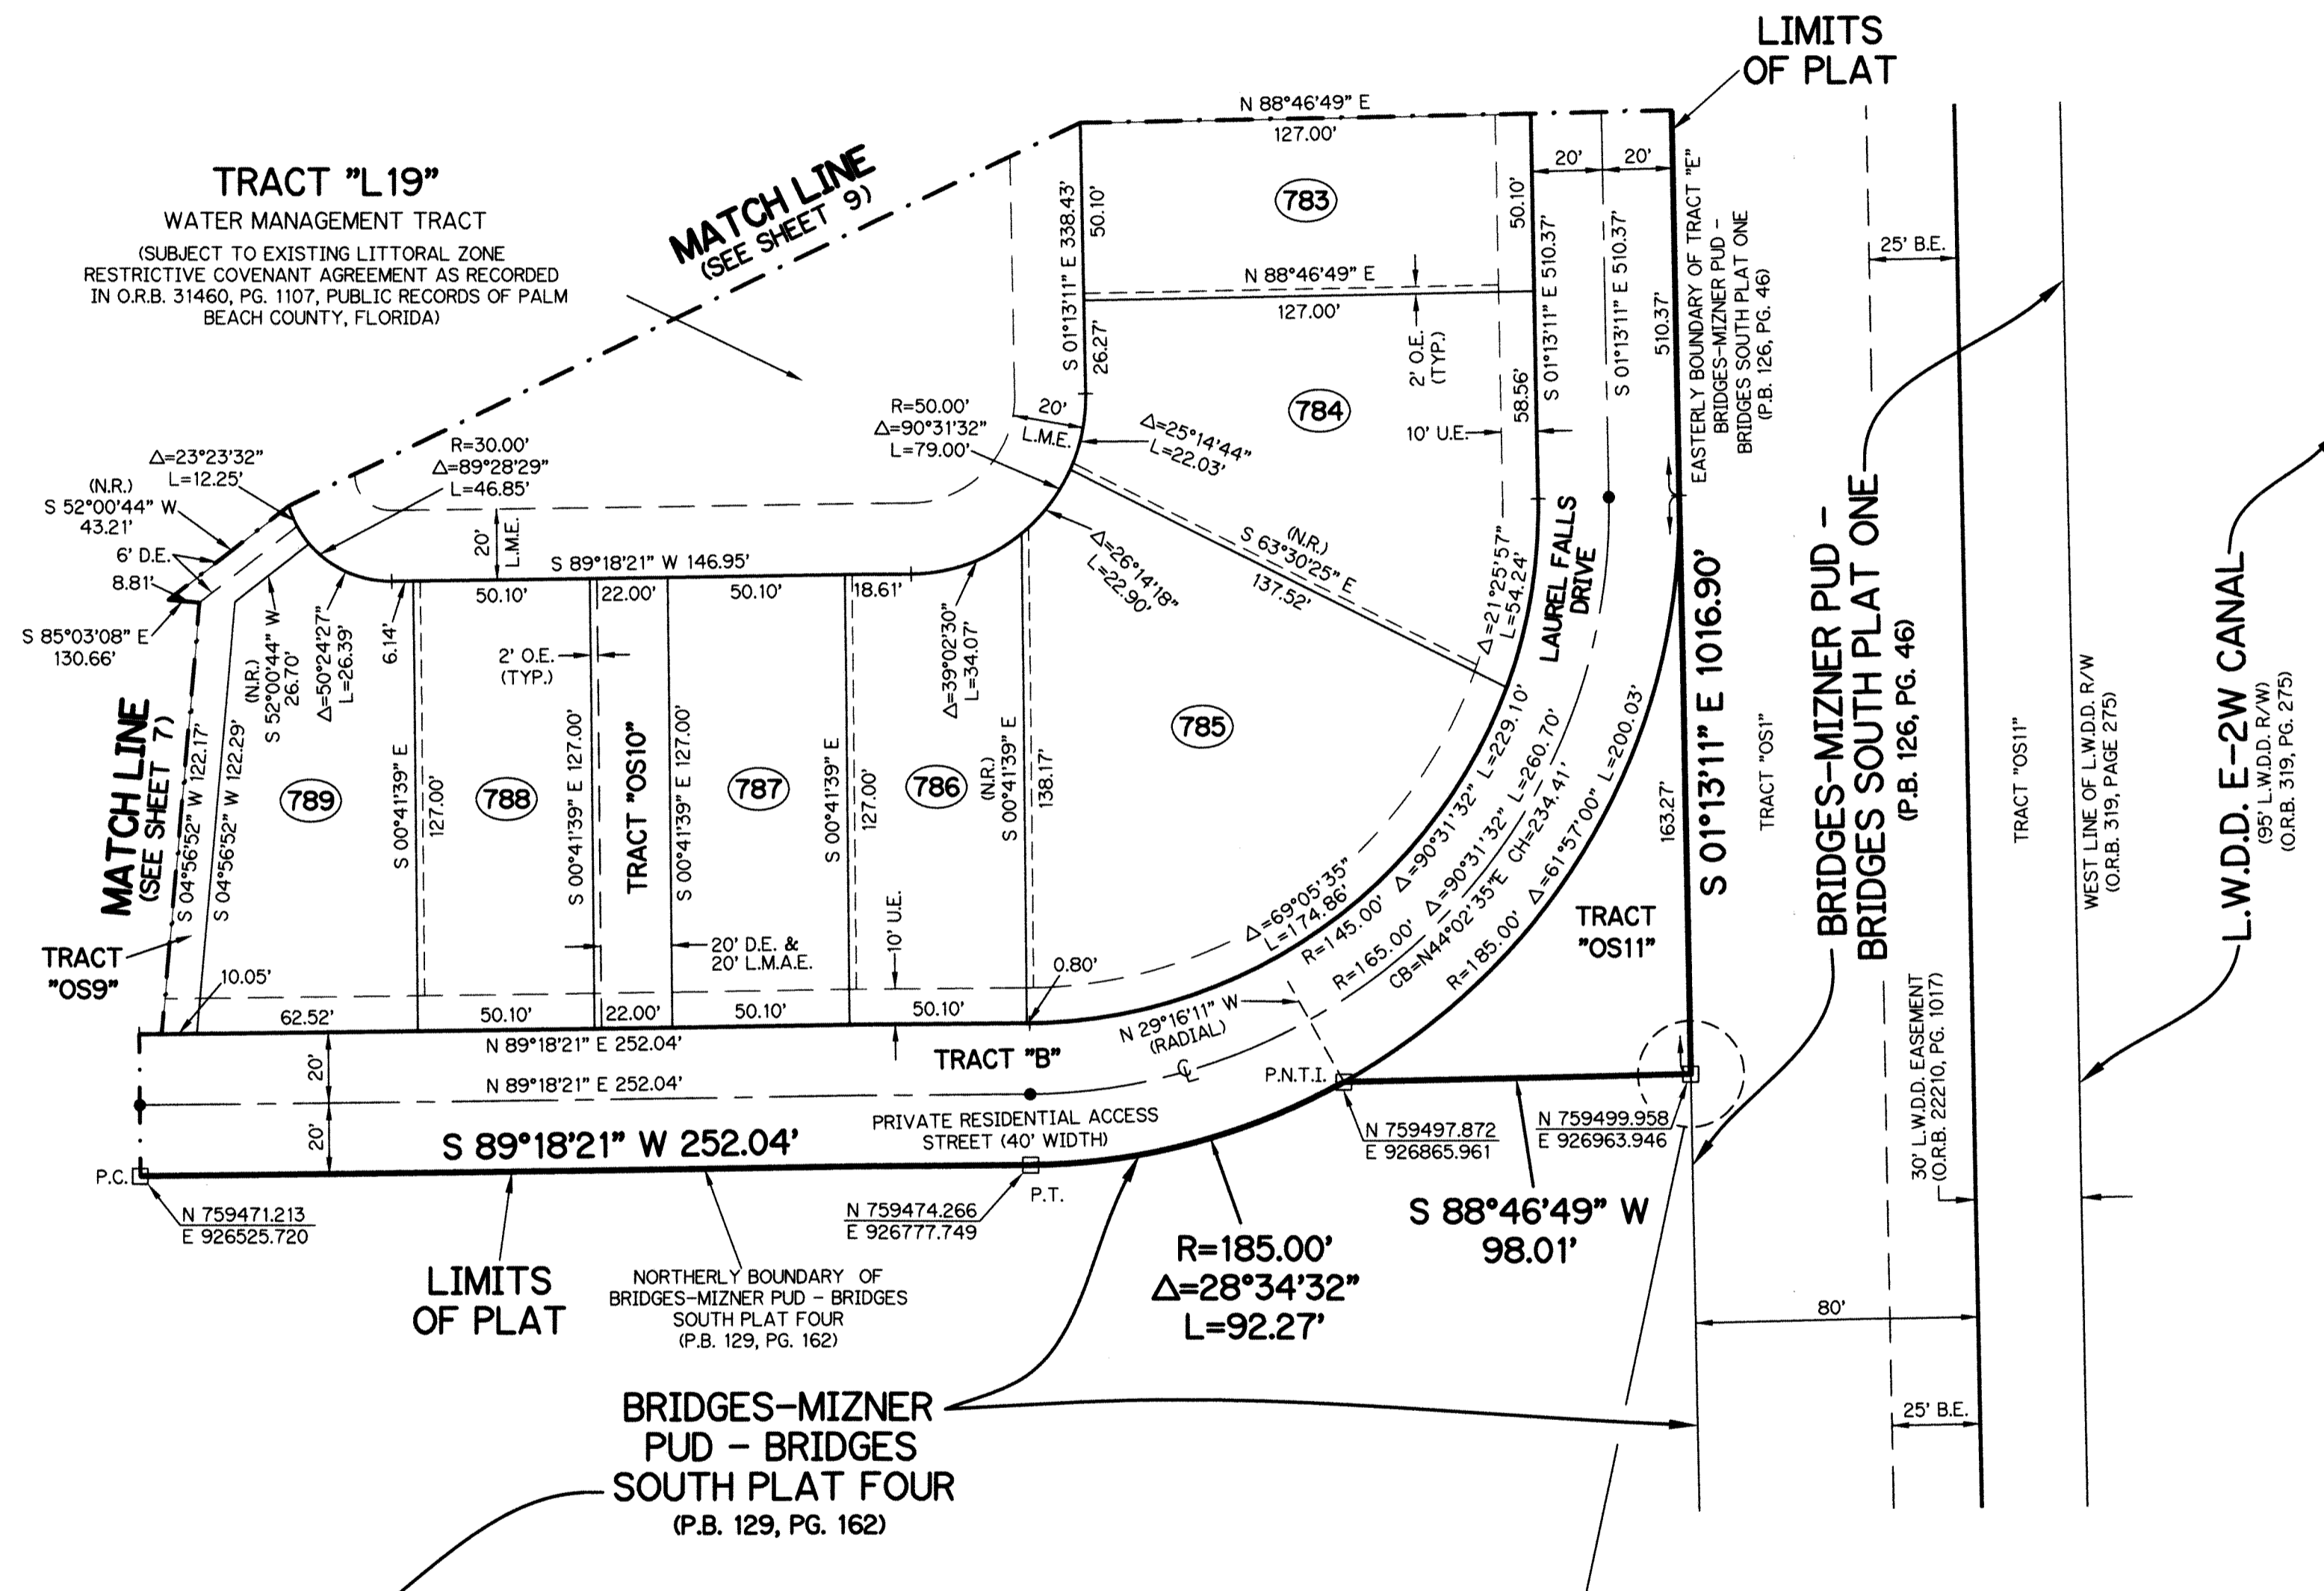 LIMITS
OF PLAT
N 88°46'49" E
127.00'
TRACT "L19"
WATER MANAGEMENT TRACT
(SUBJECT TO EXISTING LITTORAL ZONE
RESTRICTIVE COVENANT AGREEMENT AS RECORDED
IN O.R.B. 31460, PG. 1107, PUBLIC RECORDS OF PALM
BEACH COUNTY, FLORIDA)
MATCH LINE
(SEE SHEET 9)
S 01°13'11" E 338.43'
50.10'
26.27'
783
50.10'
20'
20'
S 01°13'11" E 510.37'
S 01°13'11" E 510.37'
510.37'
EASTERLY BOUNDARY OF TRACT "E"
BRIDGES-MIZNER PUD -
BRIDGES SOUTH PLAT ONE
(P.B. 126, PG. 46)
25' B.E.
N 88°46'49" E
127.00'
2' O.E.
(TYP.)
784
58.56'
10' U.E.
R=50.00'
Δ=90°31'32"
L=79.00'
20'
L.M.E.
Δ=25°14'44"
L=22.03'
R=30.00'
Δ=89°28'29"
L=46.85'
Δ=23°23'32"
L=12.25'
(N.R.)
S 52°00'44" W
43.21'
6' D.E.
8.81'
S 85°03'08" E
130.66'
20'
L.M.E.
S 89°18'21" W 146.95'
50.10'
22.00'
50.10'
18.61'
Δ=26°14'18"
L=22.90'
(N.R.)
S 63°30'25" E
137.52'
Δ=21°25'57"
L=54.24'
LAUREL FALLS
DRIVE
S 01°13'11" E 1016.90'
163.27'
TRACT "OS1"
BRIDGES-MIZNER PUD -
BRIDGES SOUTH PLAT ONE
(P.B. 126, PG. 46)
TRACT "OS11"
WEST LINE OF L.W.D.D. R/W
(O.R.B. 319, PAGE 275)
L.W.D.D. E-2W CANAL
(95' L.W.D.D. R/W)
(O.R.B. 319, PG. 275)
MATCH LINE
(SEE SHEET 7)
S 04°56'52" W 122.17'
S 04°56'52" W 122.29'
(N.R.)
S 52°00'44" W
26.70'
Δ=50°24'27"
L=26.39'
6.14'
789
S 00°41'39" E
127.00'
788
2' O.E.
(TYP.)
S 00°41'39" E 127.00'
TRACT "OS10"
S 00°41'39" E 127.00'
787
S 00°41'39" E
127.00'
786
Δ=39°02'30"
L=34.07'
(N.R.)
S 00°41'39" E
138.17'
785
Δ=69°05'35"
L=174.86'
R=145.00' Δ=90°31'32" L=229.10'
R=165.00' Δ=90°31'32" L=260.70'
CB=N44°02'35"E CH=234.41'
R=185.00' Δ=61°57'00" L=200.03'
TRACT
"OS11"
TRACT
"OS9"
10.05'
20' D.E. &
20' L.M.A.E.
10' U.E.
0.80'
62.52'
50.10'
22.00'
50.10'
50.10'
N 89°18'21" E 252.04'
20'
TRACT "B"
N 29°16'11" W
(RADIAL)
CL
P.N.T.I.
N 89°18'21" E 252.04'
20'
PRIVATE RESIDENTIAL ACCESS
STREET (40' WIDTH)
S 89°18'21" W 252.04'
P.C.
P.T.
N 759471.213
E 926525.720
N 759474.266
E 926777.749
N 759497.872
E 926865.961
N 759499.958
E 926963.946
30' L.W.D.D. EASEMENT
(O.R.B. 22210, PG. 1017)
S 88°46'49" W
98.01'
R=185.00'
Δ=28°34'32"
L=92.27'
LIMITS
OF PLAT
NORTHERLY BOUNDARY OF
BRIDGES-MIZNER PUD - BRIDGES
SOUTH PLAT FOUR
(P.B. 129, PG. 162)
80'
25' B.E.
BRIDGES-MIZNER
PUD - BRIDGES
SOUTH PLAT FOUR
(P.B. 129, PG. 162)